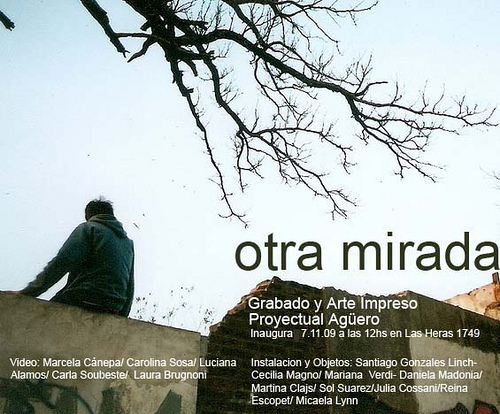 otra mirada
Grabado y Arte Impreso
Proyectual Agüero
Inaugura 7.11.09 a las 12hs en Las Heras 1749
Video: Marcela Cánepa/ Carolina Sosa/ Luciana
Alamos/ Carla Soubeste/ Laura Brugnoni
Instalacion y Objetos: Santiago Gonzales Linch-
Cecilia Magno/ Mariana Verdi- Daniela Madonia/
Martina Clajs/ Sol Suarez/Julia Cossani/Reina
Escopet/ Micaela Lynn